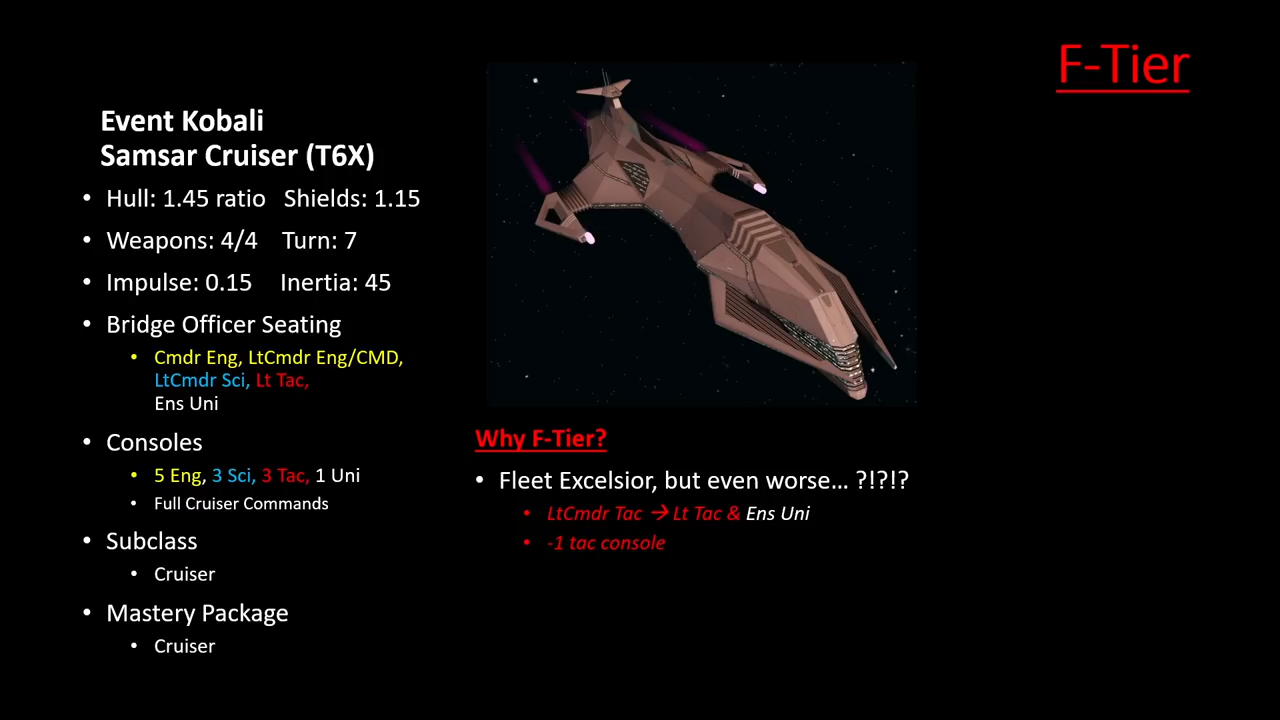 F-Tier
Event Kobali
Samsar Cruiser (T6X)
• Hull: 1.45 ratio Shields: 1.15
• Weapons: 4/4 Turn: 7
• Impulse: 0.15 Inertia: 45
• Bridge Officer Seating
• Cmdr Eng, LtCmdr Eng/CMD,
LtCmdr Sci, Lt Tac,
Ens Uni
• Consoles
• 5 Eng, 3 Sci, 3 Tac, 1 Uni
• Full Cruiser Commands
• Subclass
• Cruiser
• Mastery Package
• Cruiser
Why F-Tier?
• Fleet Excelsior, but even worse... ?!?!?
• LtCmdr Tac → Lt Tac & Ens Uni
• -1 tac console